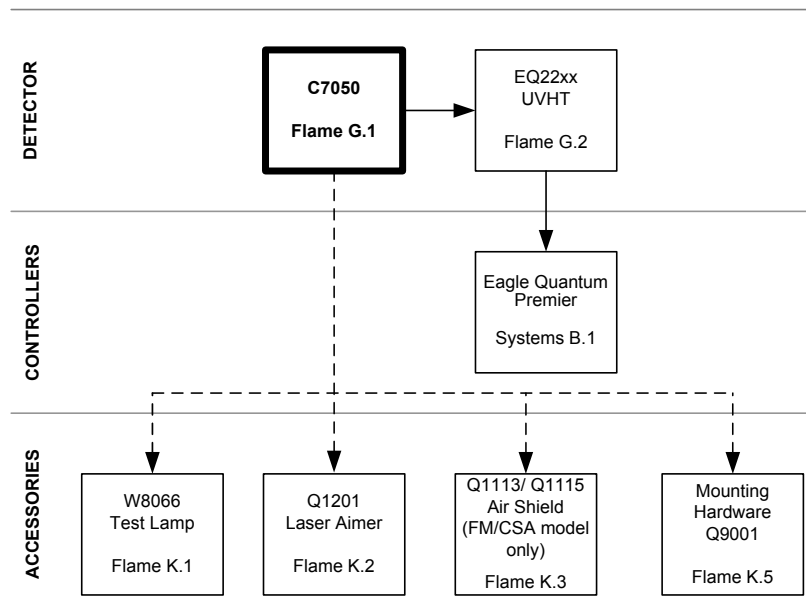 DETECTOR
C7050
Flame G.1
EQ22xx
UVHT
Flame G.2
CONTROLLERS
Eagle Quantum
Premier
Systems B.1
ACCESSORIES
W8066
Test Lamp
Flame K.1
Q1201
Laser Aimer
Flame K.2
Q1113/ Q1115
Air Shield
(FM/CSA model
only)
Flame K.3
Mounting
Hardware
Q9001
Flame K.5